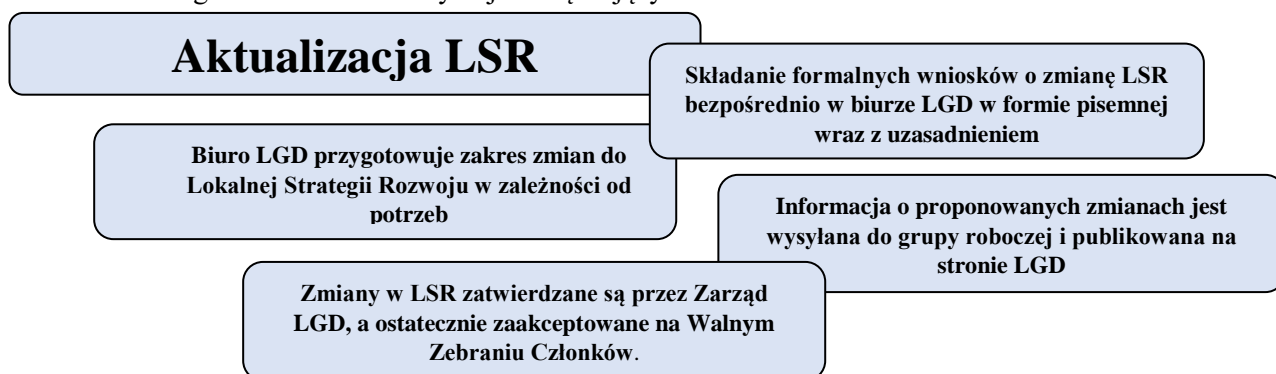 Aktualizacja LSR
Składanie formalnych wniosków o zmianę LSR
bezpośrednio w biurze LGD w formie pisemnej
wraz z uzasadnieniem
Biuro LGD przygotowuje zakres zmian do
Lokalnej Strategii Rozwoju w zależności od
potrzeb
Informacja o proponowanych zmianach jest
wysyłana do grupy roboczej i publikowana na
stronie LGD
Zmiany w LSR zatwierdzane są przez Zarząd
LGD, a ostatecznie zaakceptowane na Walnym
Zebraniu Członków.